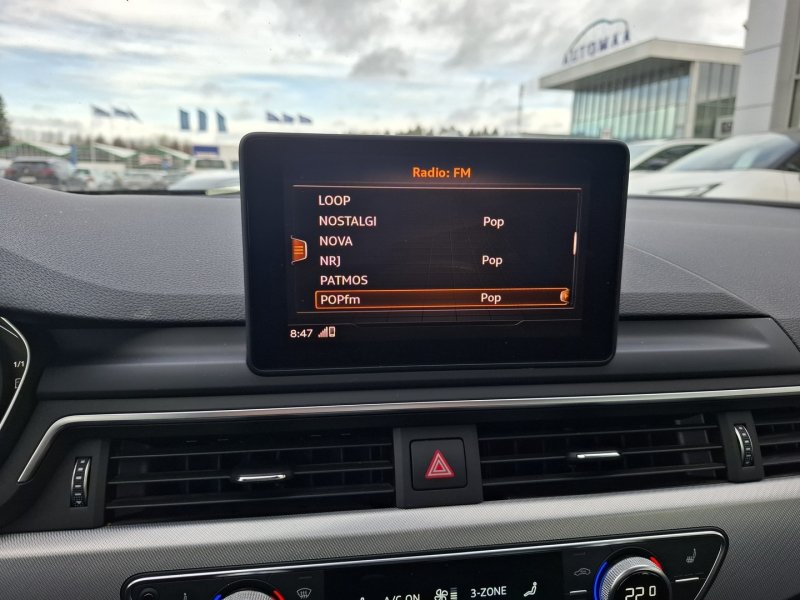 AUTOMAA
Radio: FM
LOOP
NOSTALGI Pop
NOVA
NRJ Pop
PATMOS
POPfm Pop
8:47
1/1
A/C ON
3-ZONE
22.0